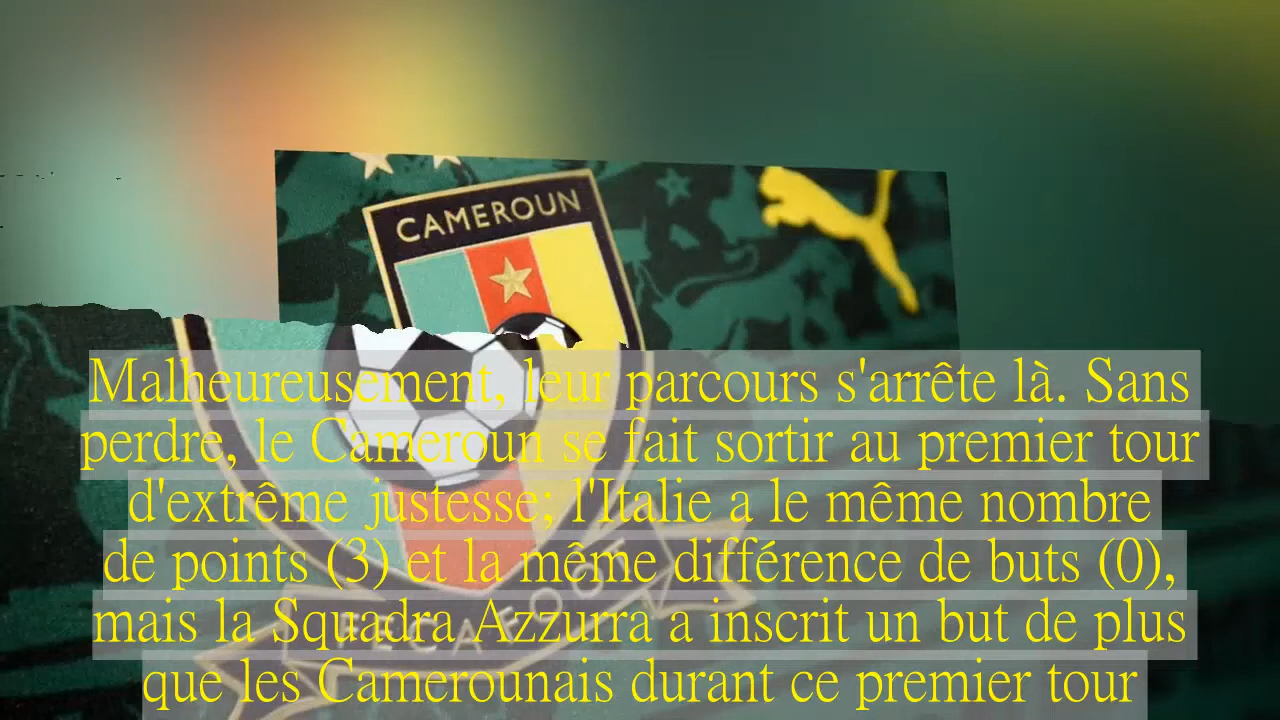 CAMEROUN
Malheureusement, leur parcours s'arrête là. Sans
perdre, le Cameroun se fait sortir au premier tour
d'extrême justesse; l'Italie a le même nombre
de points (3) et la même différence de buts (0),
mais la Squadra Azzurra a inscrit un but de plus
que les Camerounais durant ce premier tour
FECAFOOT